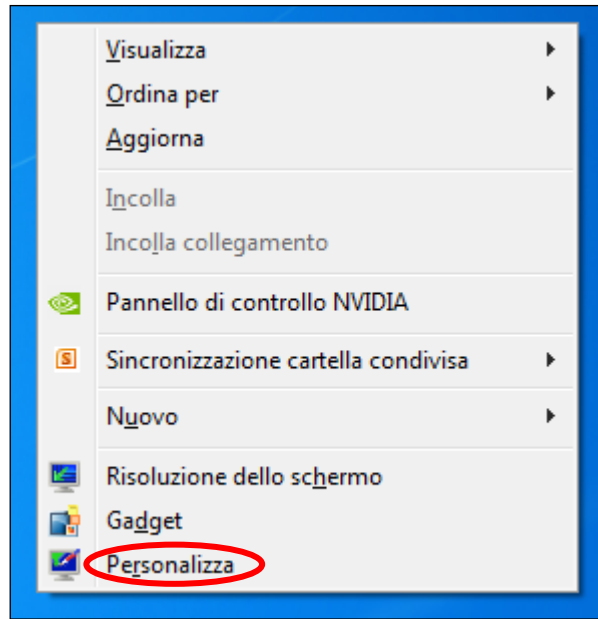 Visualizza
Ordina per
Aggiorna
Incolla
Incolla collegamento
Pannello di controllo NVIDIA
Sincronizzazione cartella condivisa
Nuovo
Risoluzione dello schermo
Gadget
Personalizza